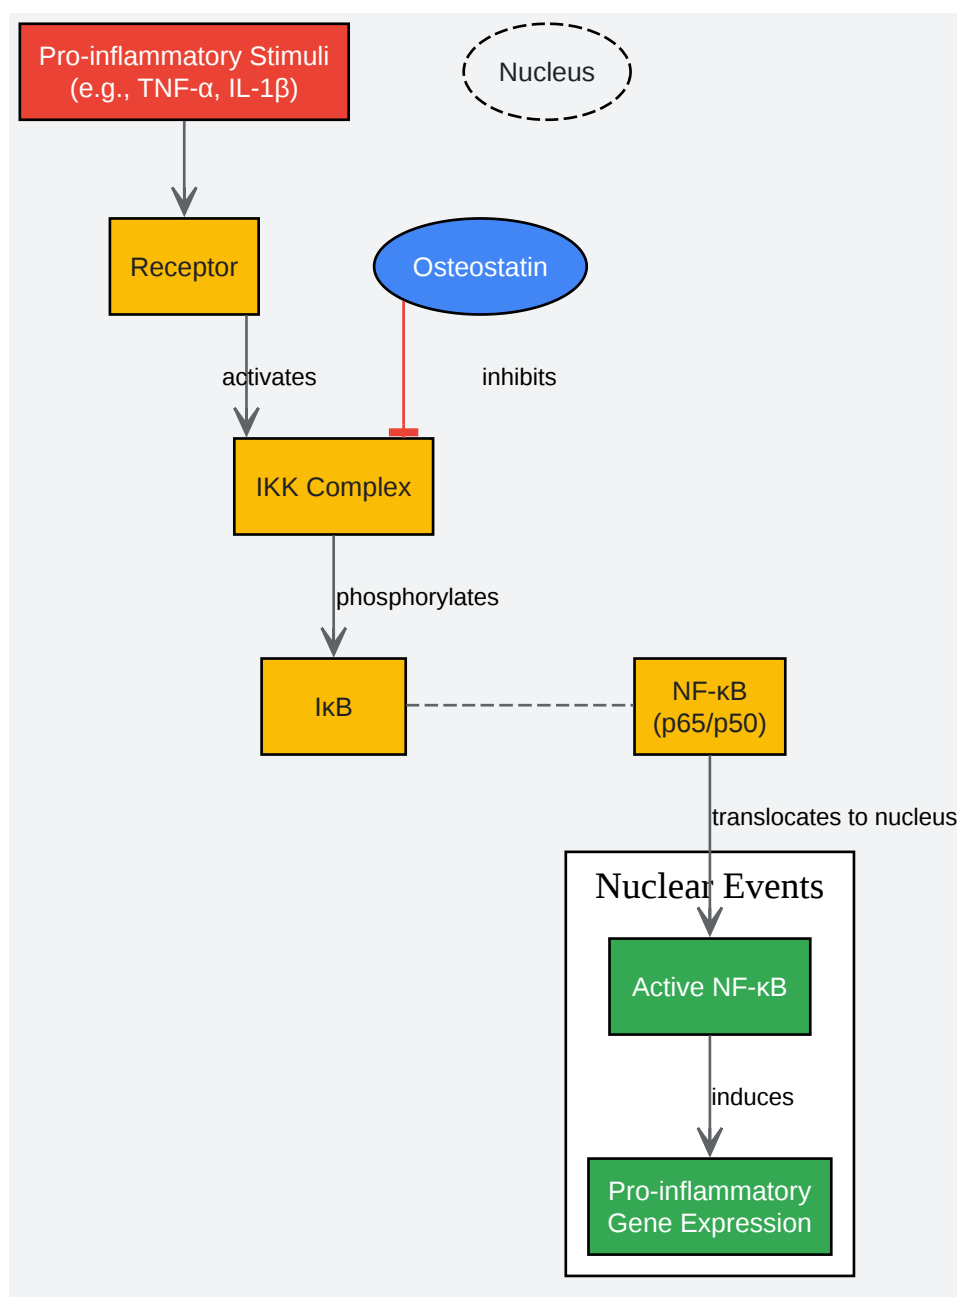 Pro-inflammatory Stimuli
(e.g., TNF-α, IL-1β)
Nucleus
Receptor
Osteostatin
activates
inhibits
IKK Complex
phosphorylates
IκB
NF-κB
(p65/p50)
translocates to nucleus
Nuclear Events
Active NF-κB
induces
Pro-inflammatory
Gene Expression